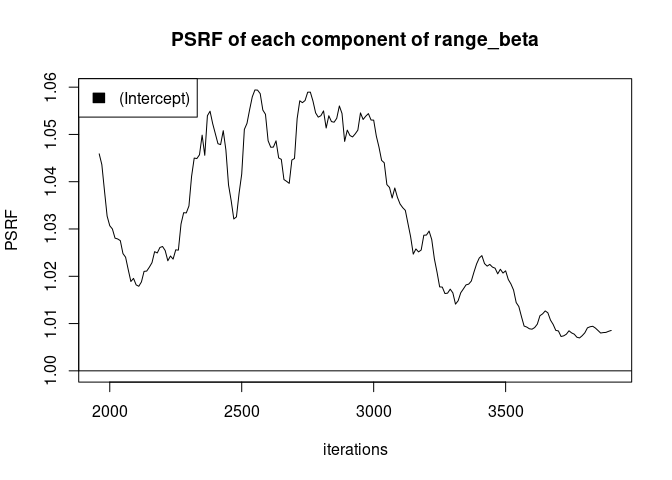 PSRF of each component of range_beta
(Intercept)
PSRF
1.06
1.05
1.04
1.03
1.02
1.01
1.00
2000 2500 3000 3500
iterations